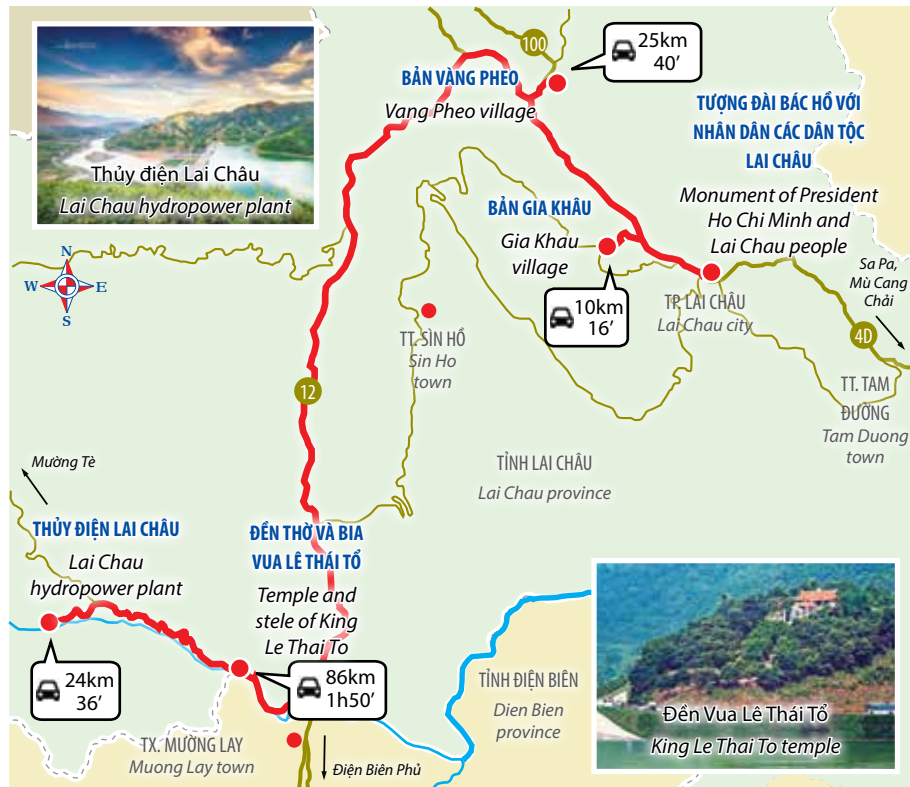 Thủy điện Lai Châu
Lai Chau hydropower plant
100
25km
40’
BẢN VÀNG PHEO
Vang Pheo village
TƯỢNG ĐÀI BÁC HỒ VỚI
NHÂN DÂN CÁC DÂN TỘC
LAI CHÂU
Monument of President
Ho Chi Minh and
Lai Chau people
BẢN GIA KHÂU
Gia Khau
village
10km
16’
N
W
E
S
Sa Pa,
Mù Cang
Chải
TP. LAI CHÂU
Lai Chau city
4D
TT. SÌN HỒ
Sin Ho
town
TT. TAM
ĐƯỜNG
Tam Duong
town
12
TỈNH LAI CHÂU
Lai Chau province
Mường Tè
THỦY ĐIỆN LAI CHÂU
Lai Chau
hydropower plant
ĐỀN THỜ VÀ BIA
VUA LÊ THÁI TỔ
Temple and
stele of King
Le Thai To
24km
36’
86km
1h50’
TỈNH ĐIỆN BIÊN
Dien Bien
province
TX. MƯỜNG LAY
Muong Lay town
Điện Biên Phủ
Đền Vua Lê Thái Tổ
King Le Thai To temple